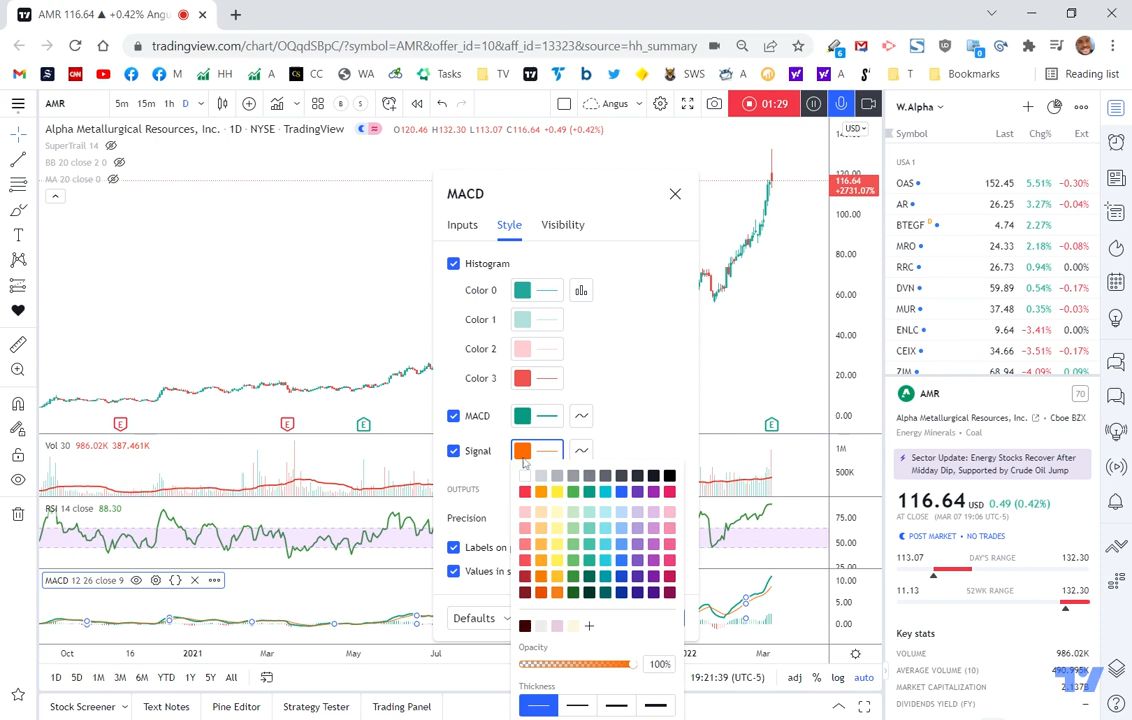 AMR 116.64 ▲ +0.42% Angu
tradingview.com/chart/OQqdSBpC/?symbol=AMR&offer_id=10&aff_id=13323&source=hh_summary
6
0
M
HH
A
CC
WA
Tasks
TV
SWS
A
A
T
Bookmarks
Reading list
AMR
5m 15m 1h D
B
S
Angus
01:29
W.Alpha
Alpha Metallurgical Resources, Inc. · 1D · NYSE · TradingView
O120.46 H132.30 L113.07 C116.64 +0.49 (+0.42%)
USD
SuperTrail 14
BB 20 close 2 0
MA 20 close 0
120.00
116.64
+2731.07%
100.00
80.00
60.00
40.00
20.00
0.00
MACD
Inputs Style Visibility
Histogram
Color 0
Color 1
Color 2
Color 3
MACD
Signal
OUTPUTS
Precision
Labels on
Values in s
Defaults
Opacity
100%
Thickness
E E E E
Vol 30 986.02K 387.461K
1M
500K
RSI 14 close 88.30
75.00
50.00
25.00
MACD 12 26 close 9
10.00
5.00
0.00
Oct 16 2021 Mar May Jul 2022 Mar
1D 5D 1M 3M 6M YTD 1Y 5Y All
19:21:39 (UTC-5) adj % log auto
Stock Screener Text Notes Pine Editor Strategy Tester Trading Panel
Symbol Last Chg% Ext
USA 1
OAS 152.45 5.51% -0.30%
AR 26.25 3.27% -0.04%
BTEGF D 4.74 2.27%
MRO 24.33 2.18% -0.08%
RRC 26.73 0.94% 0.00%
DVN 59.89 0.54% -0.17%
MUR 37.48 0.35% -0.03%
ENLC 9.64 -3.41% 0.00%
CEIX 34.66 -3.51% -0.17%
ZIM 68.94 -4.09% 0.09%
AMR
70
Alpha Metallurgical Resources, Inc. • Cboe BZX
Energy Minerals • Coal
Sector Update: Energy Stocks Recover After
Midday Dip, Supported by Crude Oil Jump
116.64 USD 0.49 (0.42%)
AT CLOSE (MAR 07 19:06 UTC-5)
POST MARKET • NO TRADES
113.07 DAY'S RANGE 132.30
11.13 52WK RANGE 132.30
Key stats
VOLUME 986.02K
AVERAGE VOLUME (10) 490.995K
MARKET CAPITALIZATION 2.137B
DIVIDENDS YIELD (FY) –